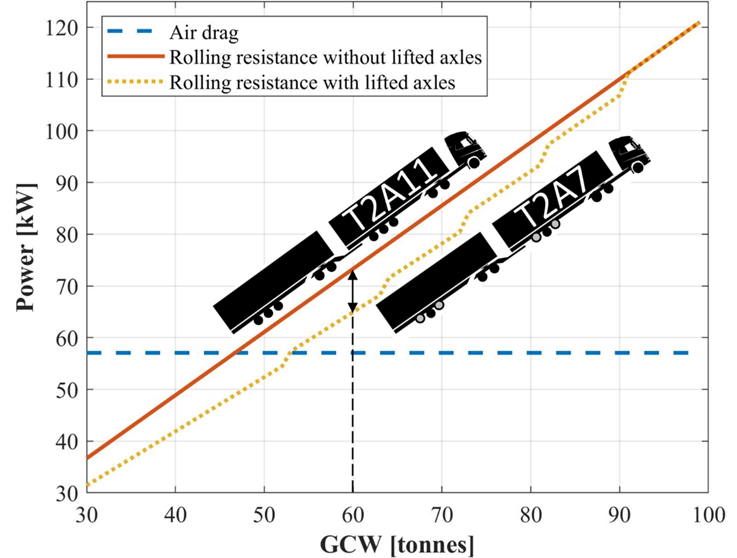 120
110
100
90
80
70
60
50
40
30
Power [kW]
Air drag
Rolling resistance without lifted axles
Rolling resistance with lifted axles
T2A11
T2A7
30 40 50 60 70 80 90 100
GCW [tonnes]